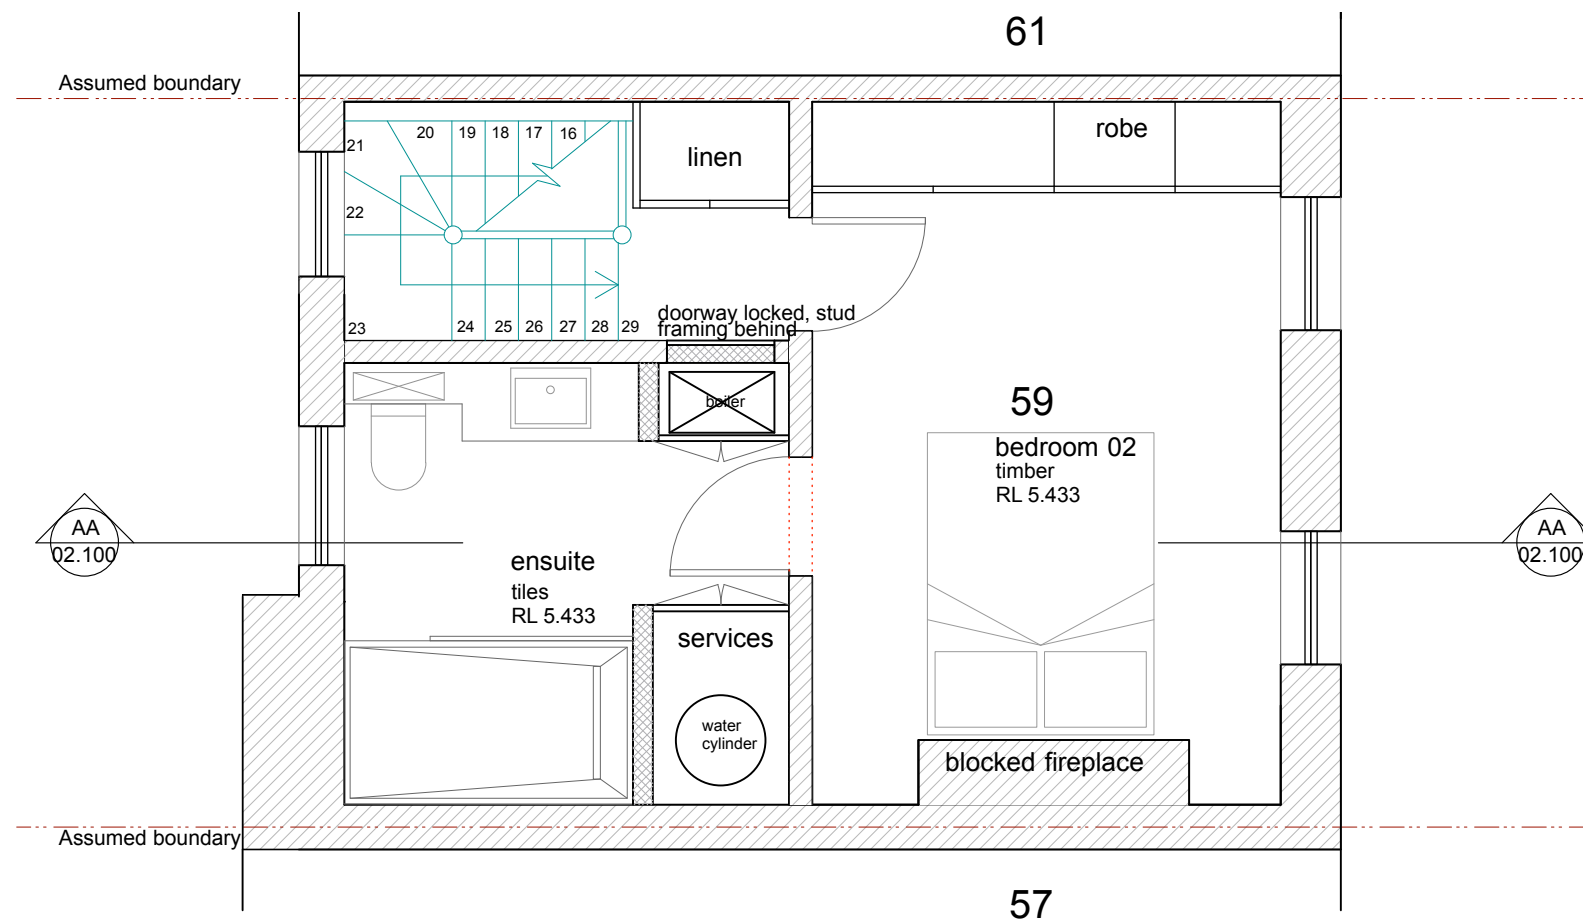 61
Assumed boundary
20
19
18
17
16
21
linen
robe
22
23
24
25
26
27
28
29
doorway locked, stud
framing behind
boiler
59
bedroom 02
timber
RL 5.433
AA
02.100
AA
02.100
ensuite
tiles
RL 5.433
services
water
cylinder
blocked fireplace
Assumed boundary
57